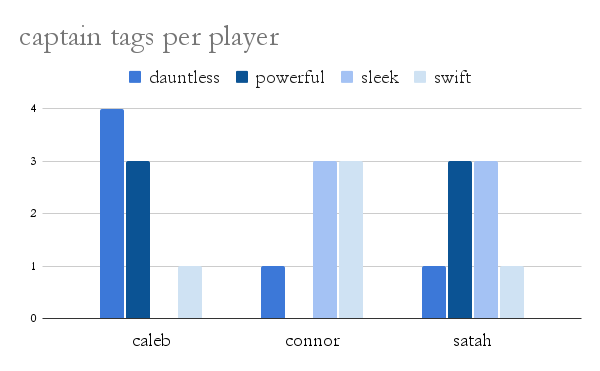 captain tags per player
dauntless powerful sleek swift
4
3
2
1
0
caleb connor satah